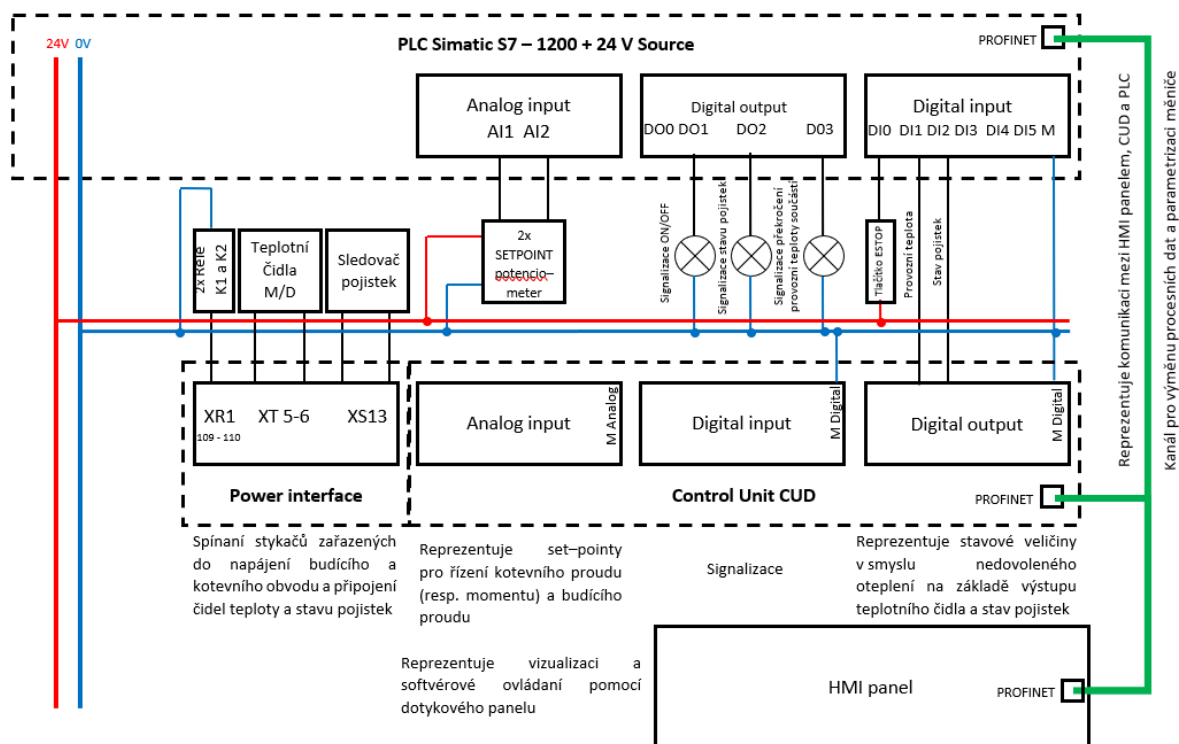 24V 0V
PLC Simatic S7 – 1200 + 24 V Source
PROFINET
Analog input
AI1 AI2
Digital output
DO0 DO1 DO2 D03
Digital input
DI0 DI1 DI2 DI3 DI4 DI5 M
2x Relé
K1 a K2
Teplotní
Čidla
M/D
Sledovač
pojistek
2x
SETPOINT
potencio–
meter
Signalizace ON/OFF
Signalizace stavu pojistek
Signalizace překročení
provozní teploty součástí
Tlačítko ESTOP
Provozní teplota
Stav pojistek
Reprezentuje komunikaci mezi HMI panelem, CUD a PLC
Kanál pro výměnu procesních dat a parametrizaci měniče
XR1 XT 5-6 XS13
109 - 110
Analog input
M Analog
Digital input
M Digital
Digital output
M Digital
Power interface
Control Unit CUD
PROFINET
Spínaní stykačů zařazených
do napájení budícího a
kotevního obvodu a připojení
čidel teploty a stavu pojistek
Reprezentuje set–pointy
pro řízení kotevního proudu
(resp. momentu) a budícího
proudu
Signalizace
Reprezentuje stavové veličiny
v smyslu nedovoleného
oteplení na základě výstupu
teplotního čidla a stav pojistek
Reprezentuje vizualizaci a
softvérové ovládaní pomocí
dotykového panelu
HMI panel
PROFINET